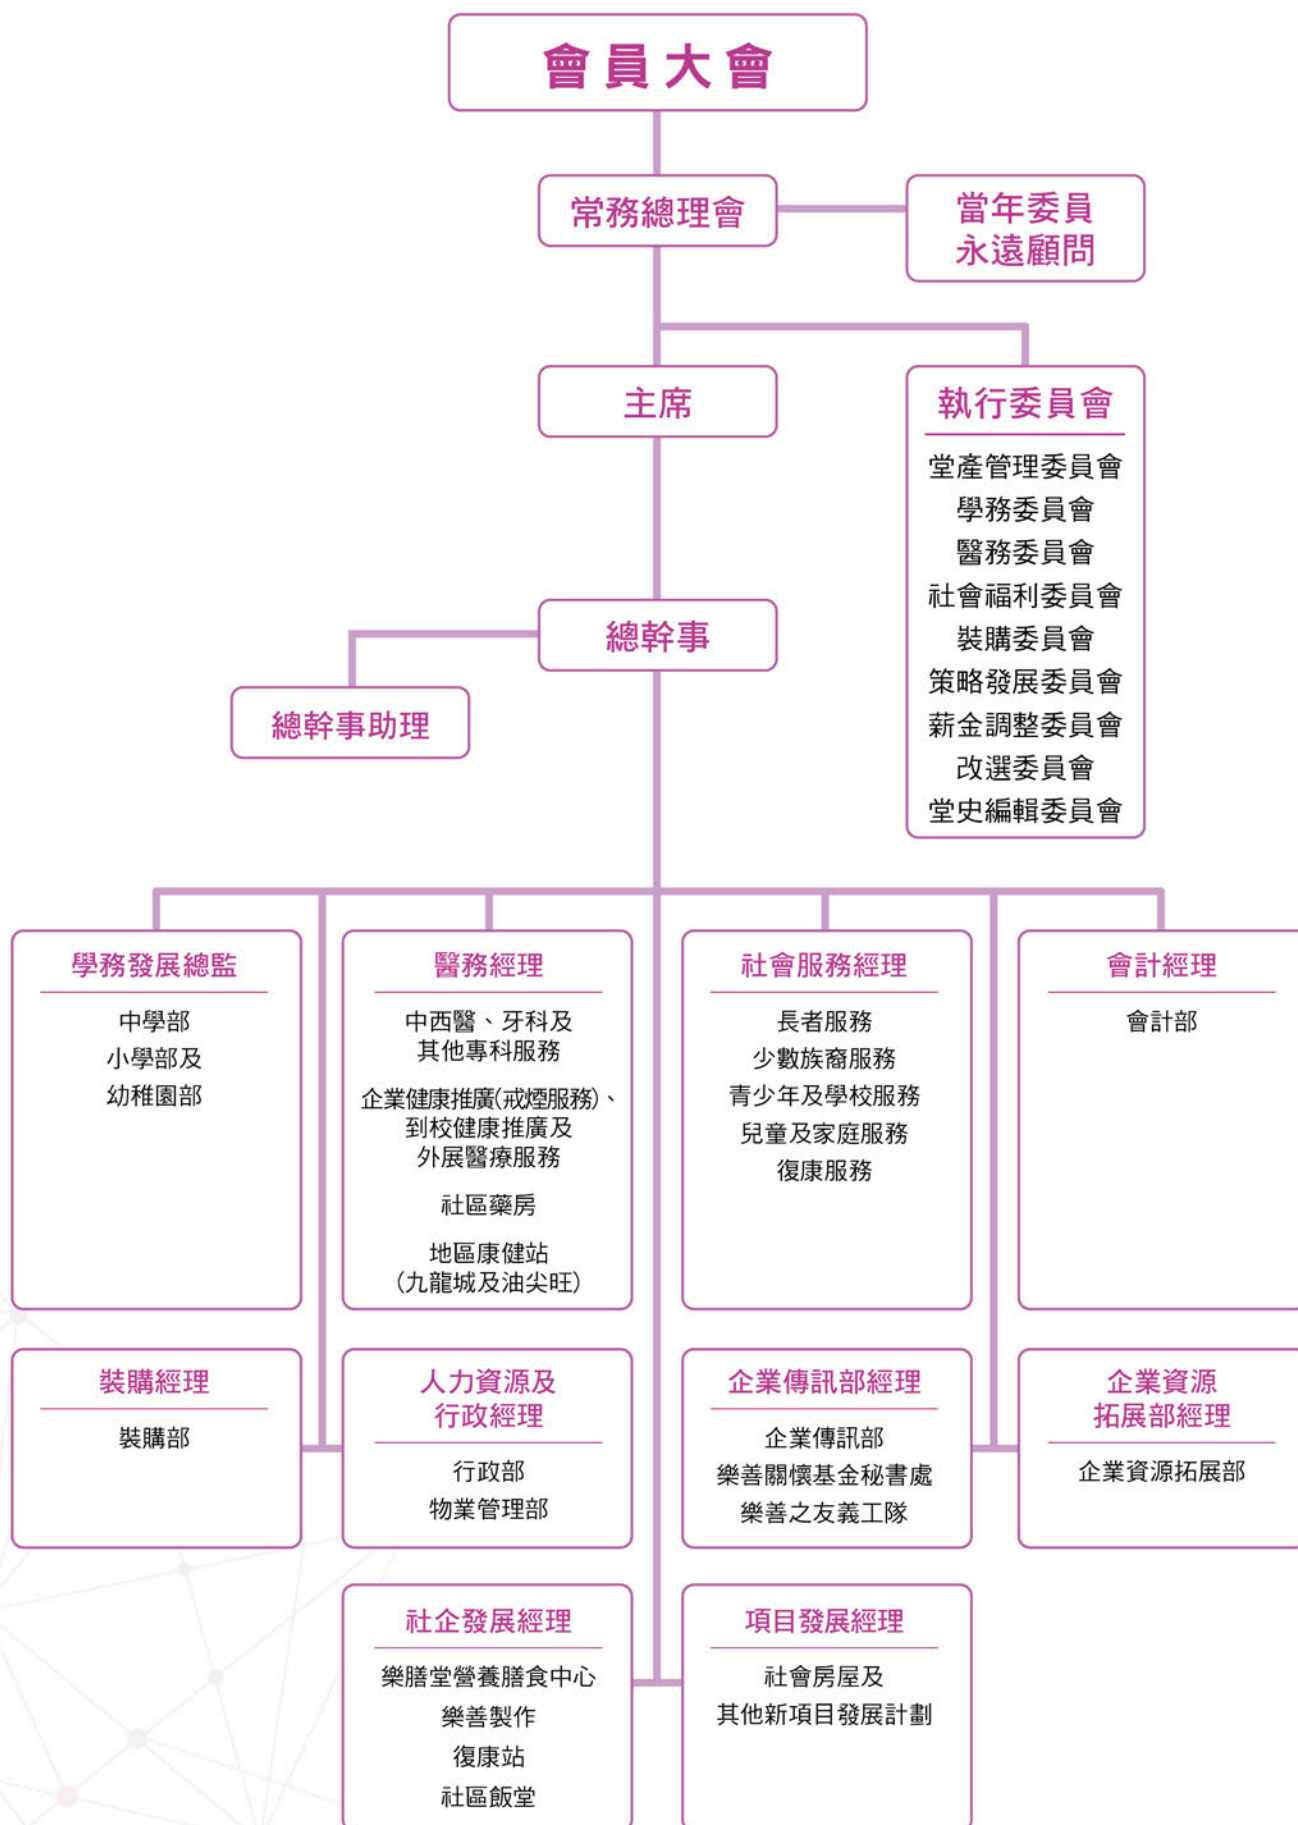 會員大會
常務總理會
當年委員
永遠顧問
主席
執行委員會
堂產管理委員會
學務委員會
醫務委員會
社會福利委員會
裝購委員會
策略發展委員會
薪金調整委員會
改選委員會
堂史編輯委員會
總幹事
總幹事助理
學務發展總監
中學部
小學部及
幼稚園部
醫務經理
中西醫、牙科及
其他專科服務
企業健康推廣(戒煙服務)、
到校健康推廣及
外展醫療服務
社區藥房
地區康健站
（九龍城及油尖旺）
社會服務經理
長者服務
少數族裔服務
青少年及學校服務
兒童及家庭服務
復康服務
會計經理
會計部
裝購經理
裝購部
人力資源及
行政經理
行政部
物業管理部
企業傳訊部經理
企業傳訊部
樂善關懷基金秘書處
樂善之友義工隊
企業資源
拓展部經理
企業資源拓展部
社企發展經理
樂膳堂營養膳食中心
樂善製作
復康站
社區飯堂
項目發展經理
社會房屋及
其他新項目發展計劃